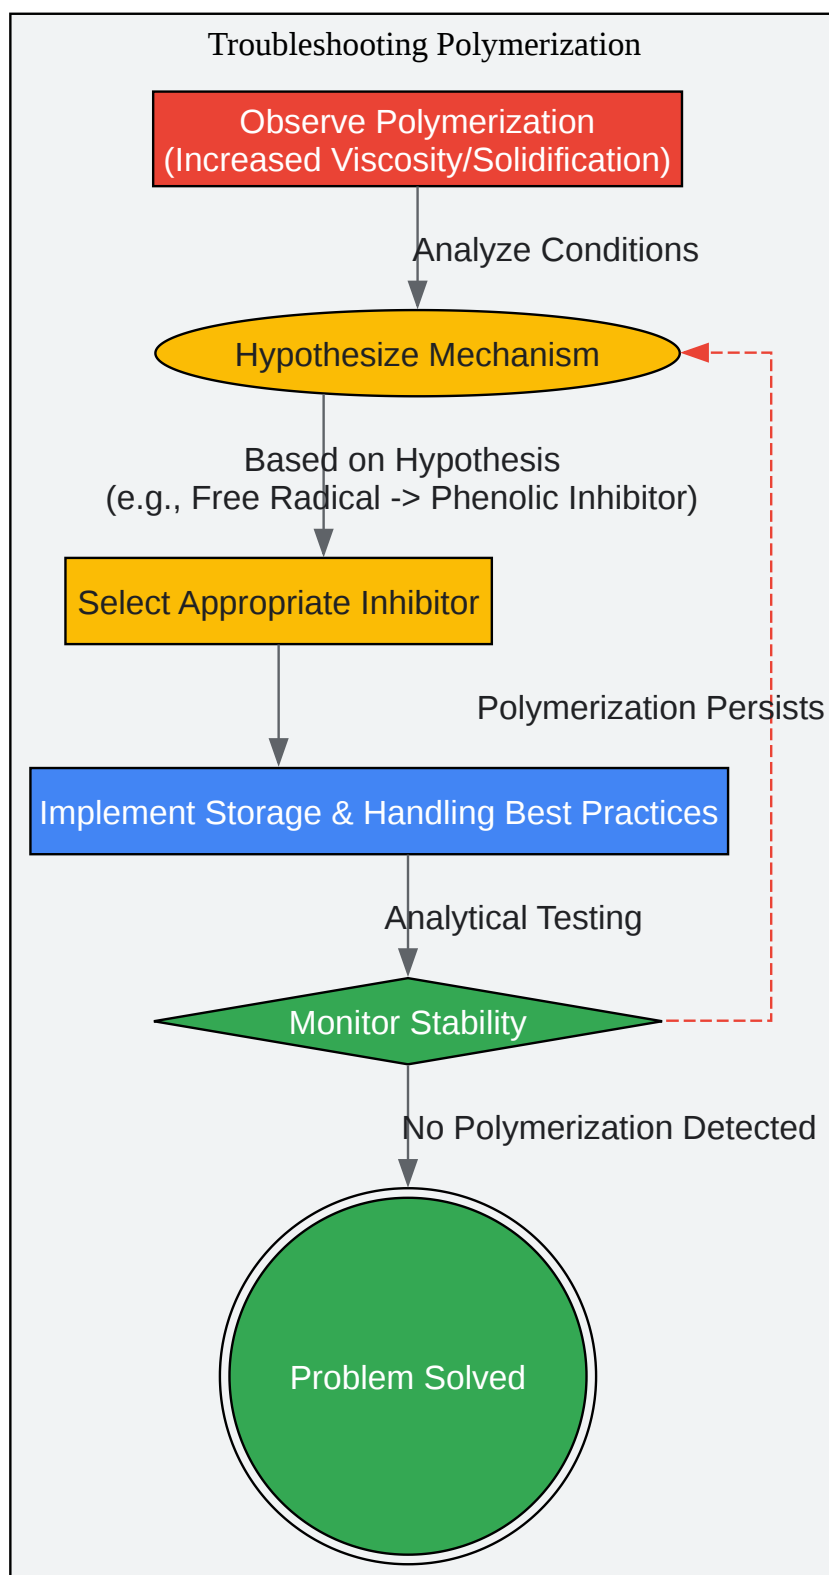 Troubleshooting Polymerization
Observe Polymerization
(Increased Viscosity/Solidification)
Analyze Conditions
Hypothesize Mechanism
Based on Hypothesis
(e.g., Free Radical -> Phenolic Inhibitor)
Select Appropriate Inhibitor
Polymerization Persists
Implement Storage & Handling Best Practices
Analytical Testing
Monitor Stability
No Polymerization Detected
Problem Solved